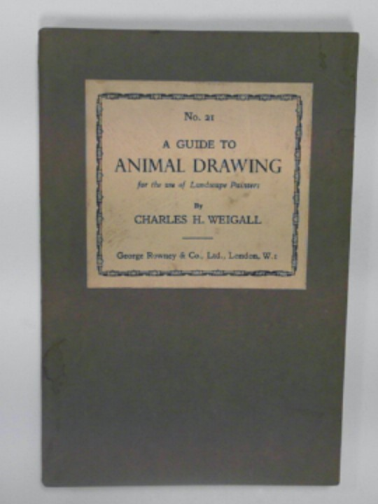 No. 21
A GUIDE TO
ANIMAL DRAWING
for the use of Landscape Painters
By
CHARLES H. WEIGALL
George Rowney & Co., Ltd., London, W.1